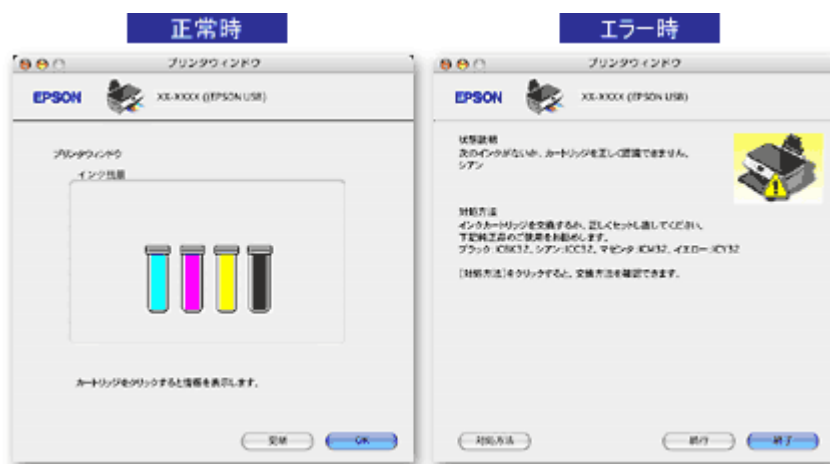 正常時
プリンタウィンドウ
EPSON
XX-XXXX (EPSON USB)
プリンタウィンドウ
インク残量
カートリッジをクリックすると情報を表示します。
更新
OK
エラー時
プリンタウィンドウ
EPSON
XX-XXXX (EPSON USB)
状態説明
次のインクがないか、カートリッジを正しく認識できません。
シアン
対処方法
インクカートリッジを交換するか、正しくセットし直してください。
下記純正品のご使用をお勧めします。
ブラック:ICBK32、シアン:ICC32、マゼンタ:ICM32、イエロー:ICY32
[対処方法]をクリックすると、交換方法を確認できます。
対処方法
続行
終了